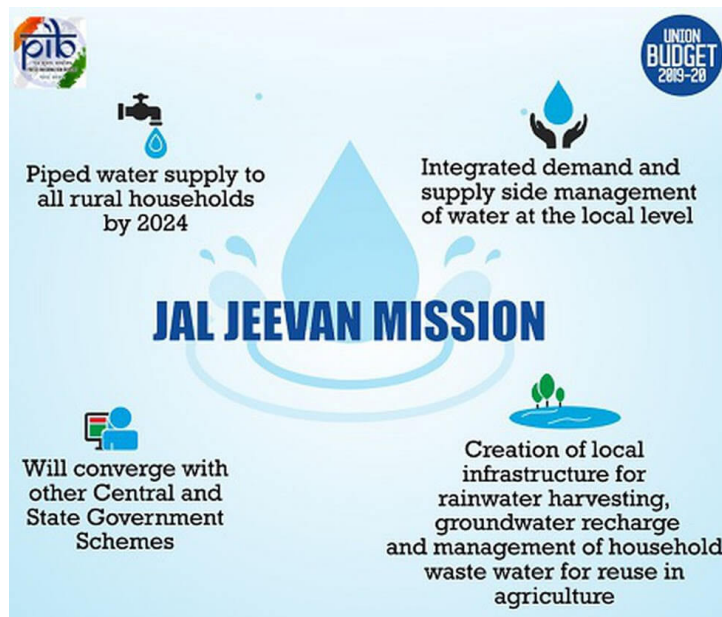 pib
UNION
BUDGET
2019-20
Piped water supply to
all rural households
by 2024
Integrated demand and
supply side management
of water at the local level
JAL JEEVAN MISSION
Will converge with
other Central and
State Government
Schemes
Creation of local
infrastructure for
rainwater harvesting,
groundwater recharge
and management of household
waste water for reuse in
agriculture